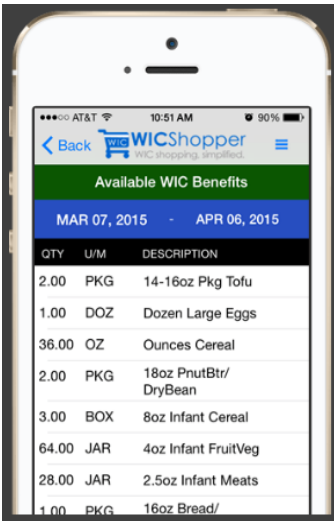 AT&T 10:51 AM 90%
Back WIC WICShopper
WIC shopping, simplified.
Available WIC Benefits
MAR 07, 2015 - APR 06, 2015
QTY U/M DESCRIPTION
2.00 PKG 14-16oz Pkg Tofu
1.00 DOZ Dozen Large Eggs
36.00 OZ Ounces Cereal
2.00 PKG 18oz PnutBtr/
DryBean
3.00 BOX 8oz Infant Cereal
64.00 JAR 4oz Infant FruitVeg
28.00 JAR 2.5oz Infant Meats
1.00 PKG 16oz Bread/